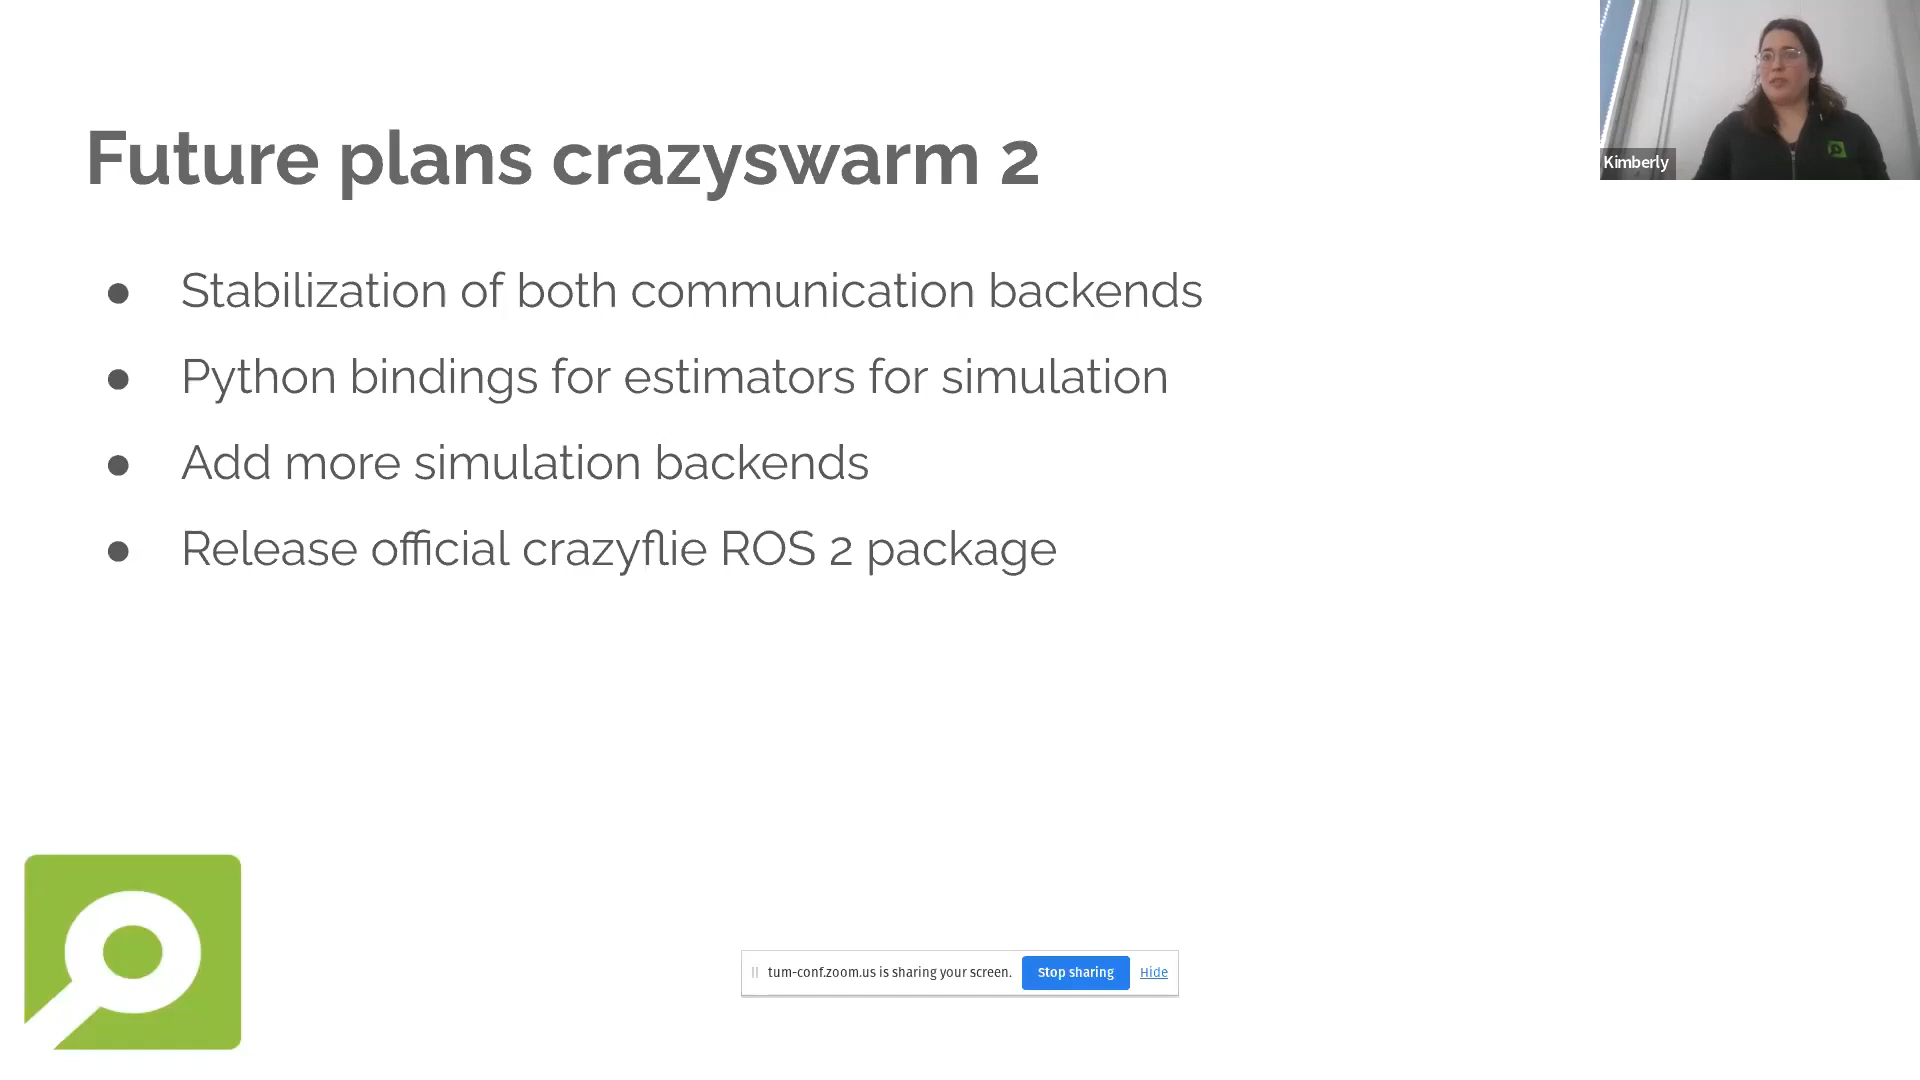 Future plans crazyswarm 2
Kimberly
● Stabilization of both communication backends
● Python bindings for estimators for simulation
● Add more simulation backends
● Release official crazyflie ROS 2 package
tum-conf.zoom.us is sharing your screen. Stop sharing Hide